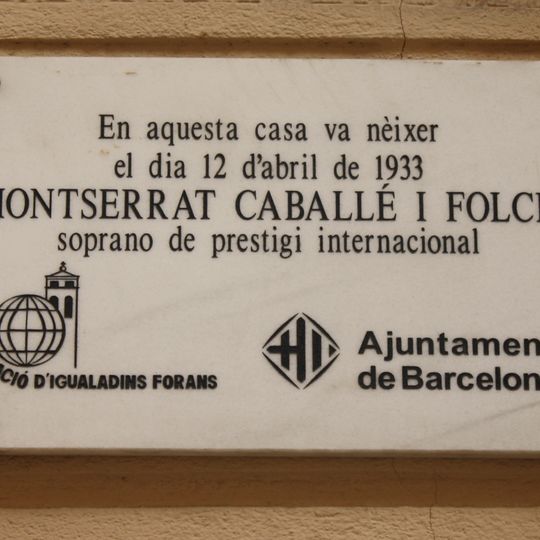 En aquesta casa va nèixer
el dia 12 d'abril de 1933
MONTSERRAT CABALLÉ I FOLC
soprano de prestigi internacional
CIÓ D'IGUALADINS FORANS
Ajuntamen
de Barcelon